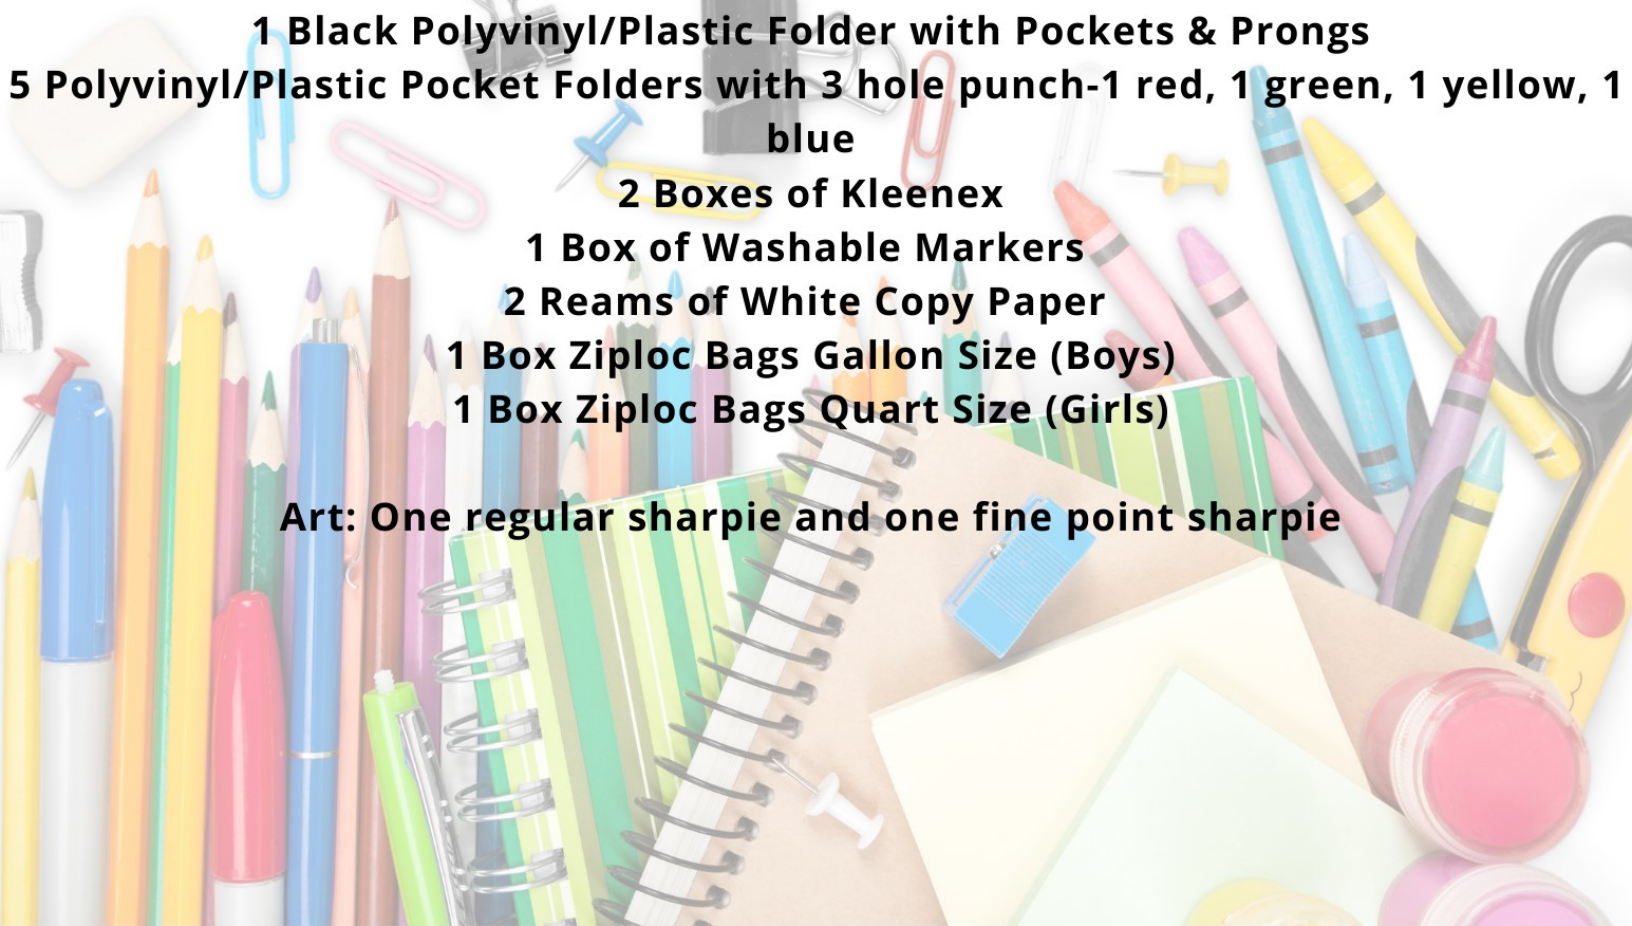 1 Black Polyvinyl/Plastic Folder with Pockets & Prongs
5 Polyvinyl/Plastic Pocket Folders with 3 hole punch-1 red, 1 green, 1 yellow, 1
blue
2 Boxes of Kleenex
1 Box of Washable Markers
2 Reams of White Copy Paper
1 Box Ziploc Bags Gallon Size (Boys)
1 Box Ziploc Bags Quart Size (Girls)
Art: One regular sharpie and one fine point sharpie